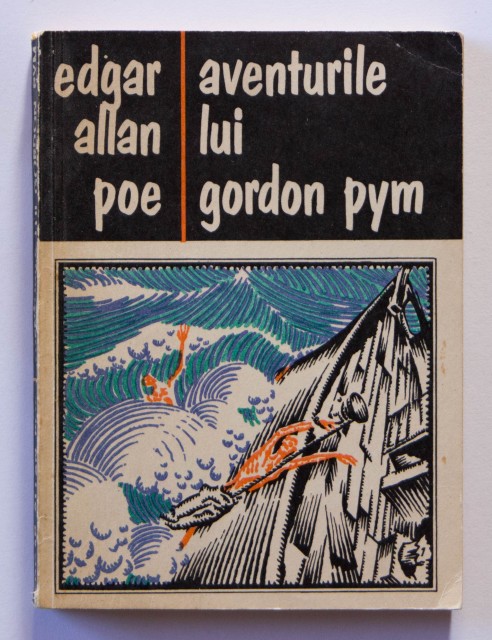 edgar
allan
poe
aventurile
lui
gordon pym